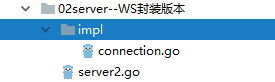 02server--WS封装版本
impl
connection.go
server2.go